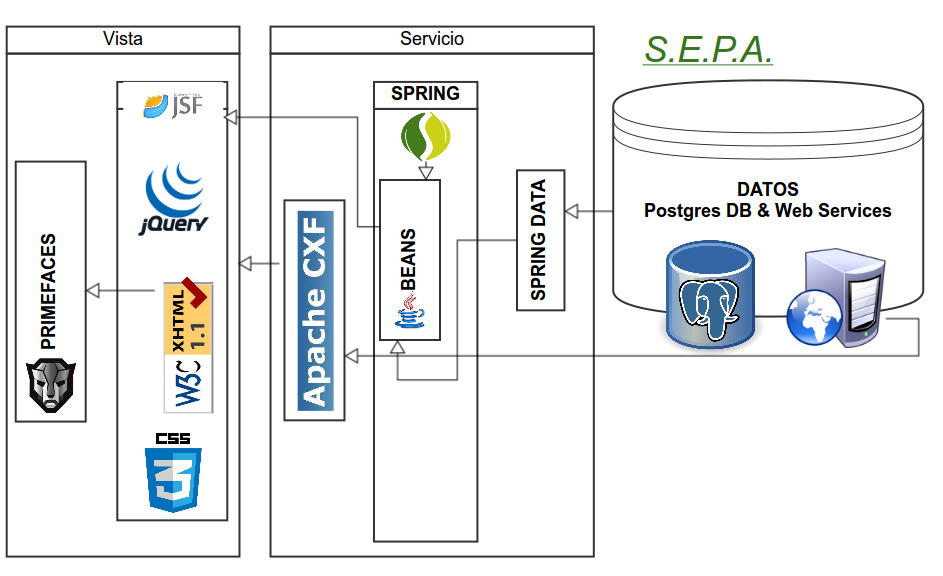 Vista
Servicio
S.E.P.A.
JSF
SPRING
jQuery
DATOS
Postgres DB & Web Services
PRIMEFACES
XHTML
1.1
W3C
Apache CXF
BEANS
SPRING DATA
CSS